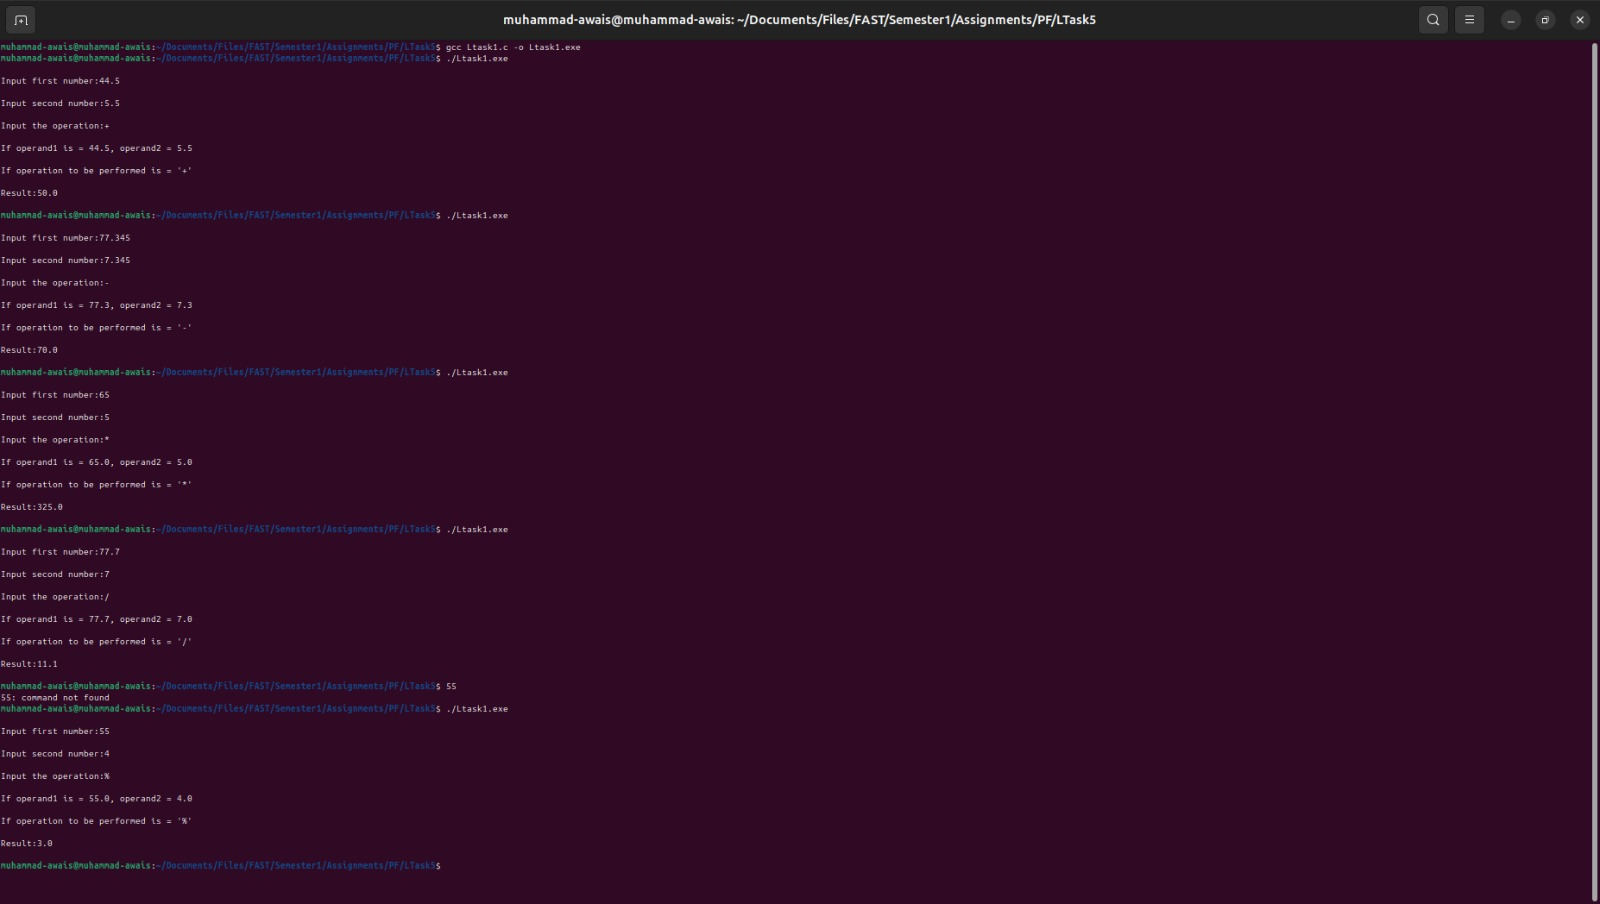 muhammad-awais@muhammad-awais: ~/Documents/Files/FAST/Semester1/Assignments/PF/LTask5
muhammad-awais@muhammad-awais:~/Documents/Files/FAST/Semester1/Assignments/PF/LTask5$ gcc Ltask1.c -o Ltask1.exe
muhammad-awais@muhammad-awais:~/Documents/Files/FAST/Semester1/Assignments/PF/LTask5$ ./Ltask1.exe
Input first number:44.5
Input second number:5.5
Input the operation:+
If operand1 is = 44.5, operand2 = 5.5
If operation to be performed is = '+'
Result:50.0
muhammad-awais@muhammad-awais:~/Documents/Files/FAST/Semester1/Assignments/PF/LTask5$ ./Ltask1.exe
Input first number:77.345
Input second number:7.345
Input the operation:-
If operand1 is = 77.3, operand2 = 7.3
If operation to be performed is = '-'
Result:70.0
muhammad-awais@muhammad-awais:~/Documents/Files/FAST/Semester1/Assignments/PF/LTask5$ ./Ltask1.exe
Input first number:65
Input second number:5
Input the operation:*
If operand1 is = 65.0, operand2 = 5.0
If operation to be performed is = '*'
Result:325.0
muhammad-awais@muhammad-awais:~/Documents/Files/FAST/Semester1/Assignments/PF/LTask5$ ./Ltask1.exe
Input first number:77.7
Input second number:7
Input the operation:/
If operand1 is = 77.7, operand2 = 7.0
If operation to be performed is = '/'
Result:11.1
muhammad-awais@muhammad-awais:~/Documents/Files/FAST/Semester1/Assignments/PF/LTask5$ 55
55: command not found
muhammad-awais@muhammad-awais:~/Documents/Files/FAST/Semester1/Assignments/PF/LTask5$ ./Ltask1.exe
Input first number:55
Input second number:4
Input the operation:%
If operand1 is = 55.0, operand2 = 4.0
If operation to be performed is = '%'
Result:3.0
muhammad-awais@muhammad-awais:~/Documents/Files/FAST/Semester1/Assignments/PF/LTask5$